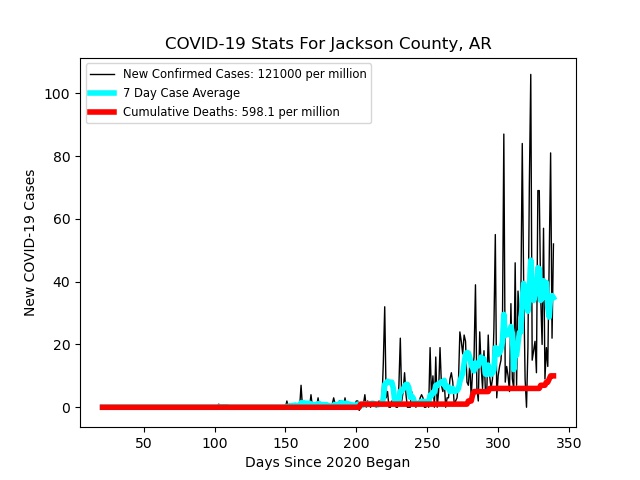 COVID-19 Stats For Jackson County, AR
New Confirmed Cases: 121000 per million
7 Day Case Average
Cumulative Deaths: 598.1 per million
New COVID-19 Cases
100
80
60
40
20
0
50 100 150 200 250 300 350
Days Since 2020 Began